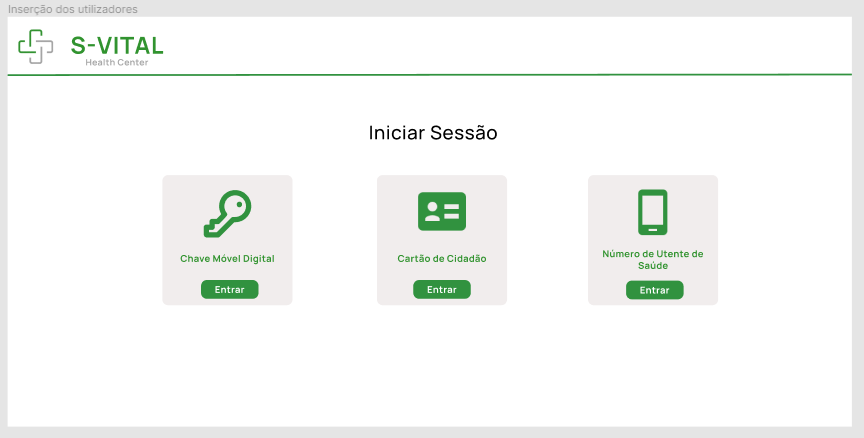 Inserção dos utilizadores
S-VITAL
Health Center
Iniciar Sessão
Chave Móvel Digital
Entrar
Cartão de Cidadão
Entrar
Número de Utente de
Saúde
Entrar